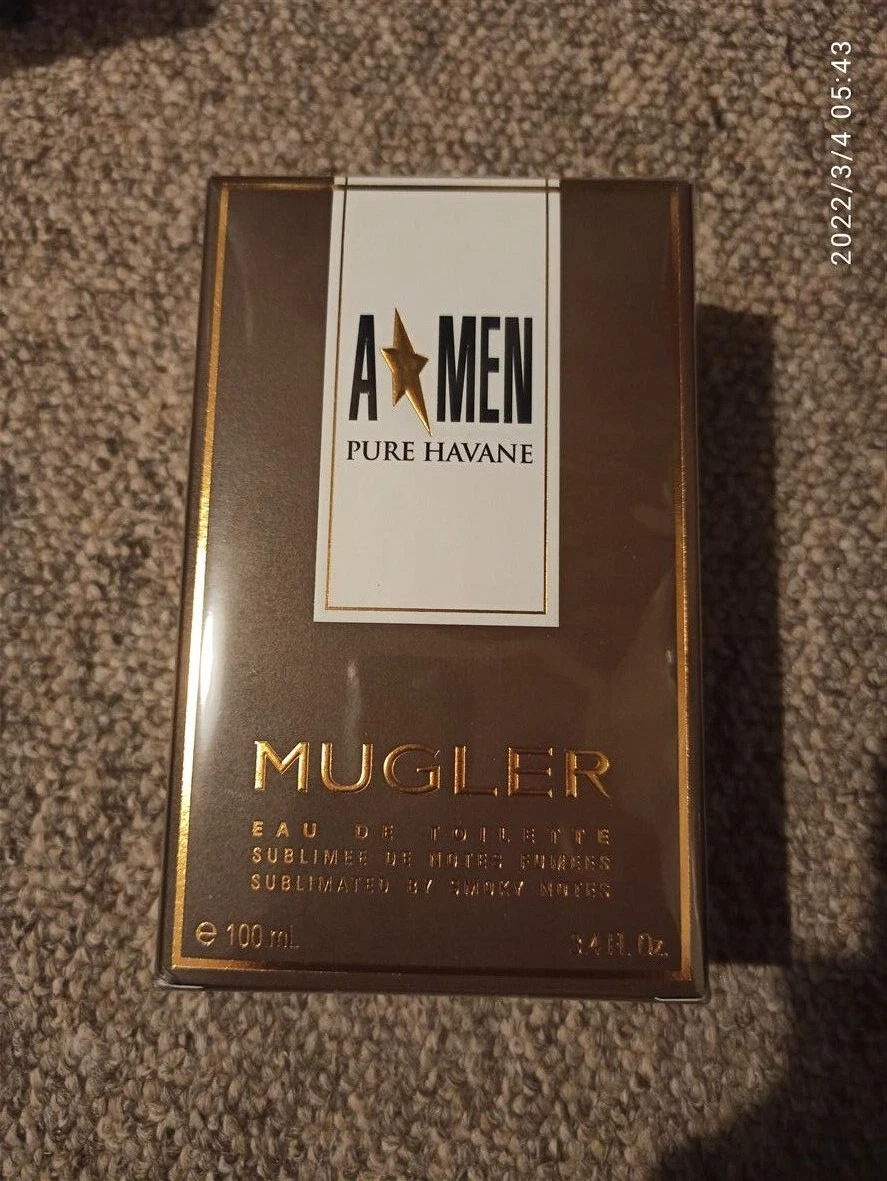 A★MEN
PURE HAVANE
MUGLER
EAU DE TOILETTE
SUBLIMEE DE NOTES FUMEES
SUBLIMATED BY SMOKY NOTES
℮ 100 mL
3.4 Fl. Oz.
2022/3/4 05:43